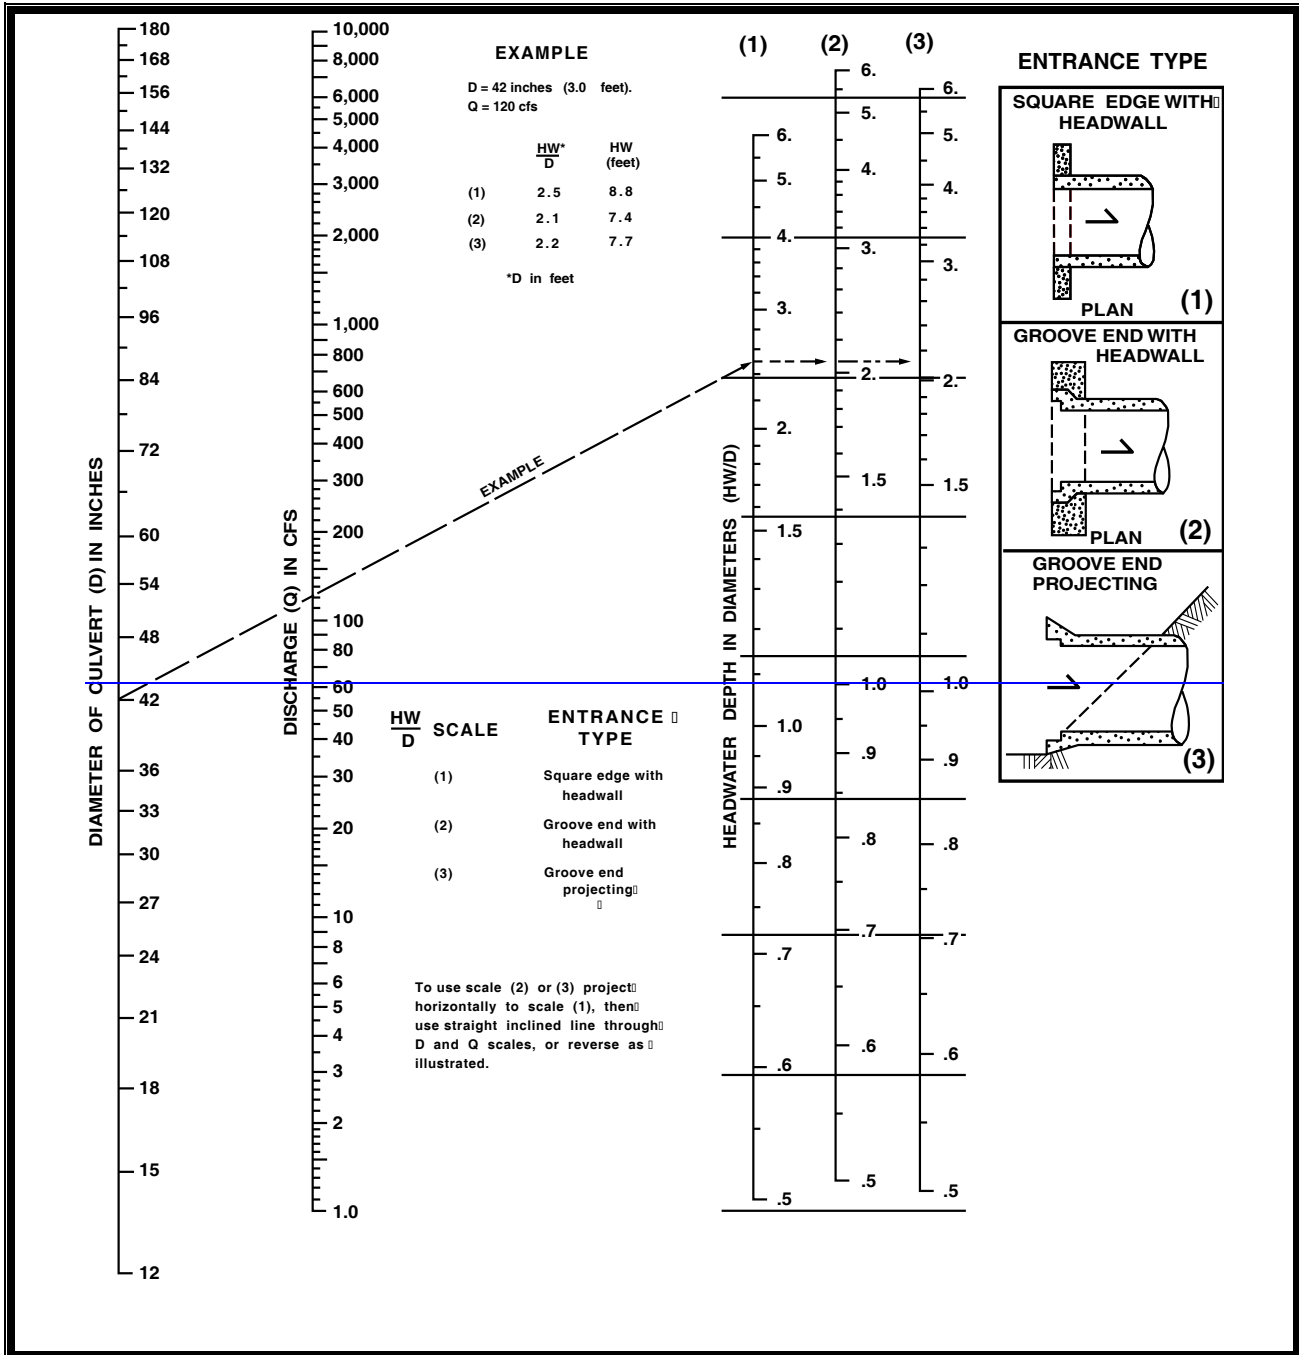 180
168
156
144
132
120
108
96
84
72
60
54
48
42
36
33
30
27
24
21
18
15
12
DIAMETER OF CULVERT (D) IN INCHES
10,000
8,000
6,000
5,000
4,000
3,000
2,000
1,000
800
600
500
400
300
200
100
80
60
50
40
30
20
10
8
6
5
4
3
2
1.0
DISCHARGE (Q) IN CFS
EXAMPLE
D = 42 inches (3.0 feet).
Q = 120 cfs
HW* HW
D (feet)
(1) 2.5 8.8
(2) 2.1 7.4
(3) 2.2 7.7
*D in feet
EXAMPLE
HW
D SCALE
ENTRANCE
TYPE
(1) Square edge with
headwall
(2) Groove end with
headwall
(3) Groove end
projecting
To use scale (2) or (3) project
horizontally to scale (1), then
use straight inclined line through
D and Q scales, or reverse as
illustrated.
HEADWATER DEPTH IN DIAMETERS (HW/D)
(1)
6.
5.
4.
3.
2.
1.5
1.0
.9
.8
.7
.6
.5
(2)
6.
5.
4.
3.
2.
1.5
1.0
.9
.8
.7
.6
.5
(3)
6.
5.
4.
3.
2.
1.5
1.0
.9
.8
.7
.6
.5
ENTRANCE TYPE
SQUARE EDGE WITH
HEADWALL
PLAN
(1)
GROOVE END WITH
HEADWALL
PLAN
(2)
GROOVE END
PROJECTING
(3)